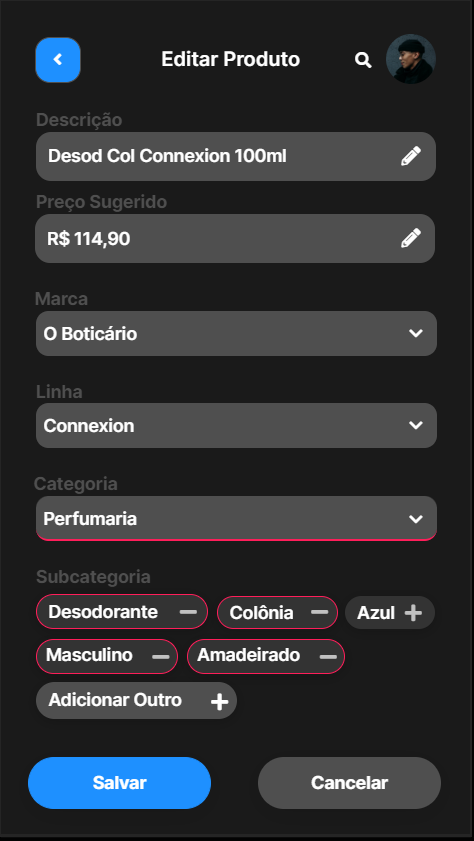 Editar Produto
Descrição
Desod Col Connexion 100ml
Preço Sugerido
R$ 114,90
Marca
O Boticário
Linha
Connexion
Categoria
Perfumaria
Subcategoria
Desodorante Colônia Azul
Masculino Amadeirado
Adicionar Outro
Salvar Cancelar